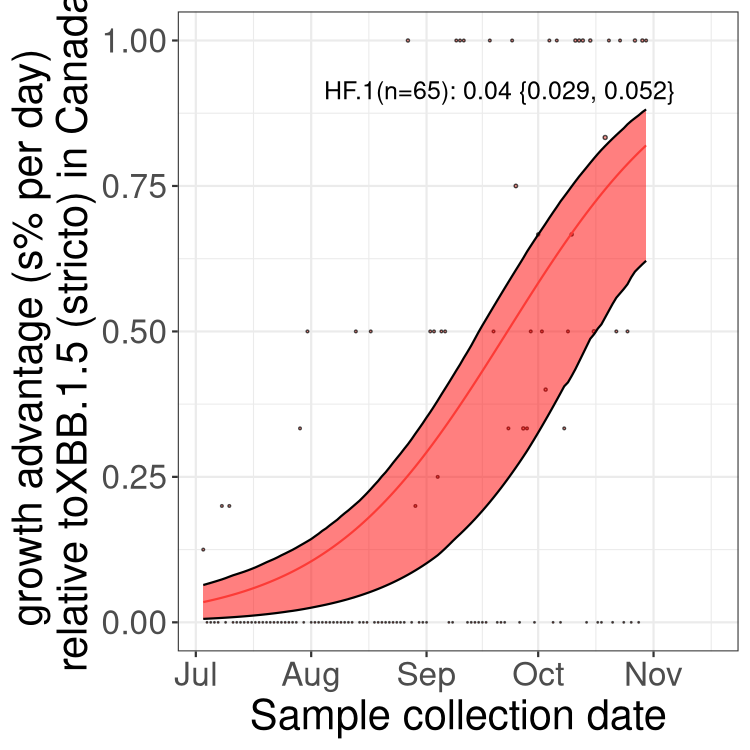 growth advantage (s% per day)
relative toXBB.1.5 (stricto) in Canada
1.00
0.75
0.50
0.25
0.00
HF.1(n=65): 0.04 {0.029, 0.052}
Jul Aug Sep Oct Nov
Sample collection date